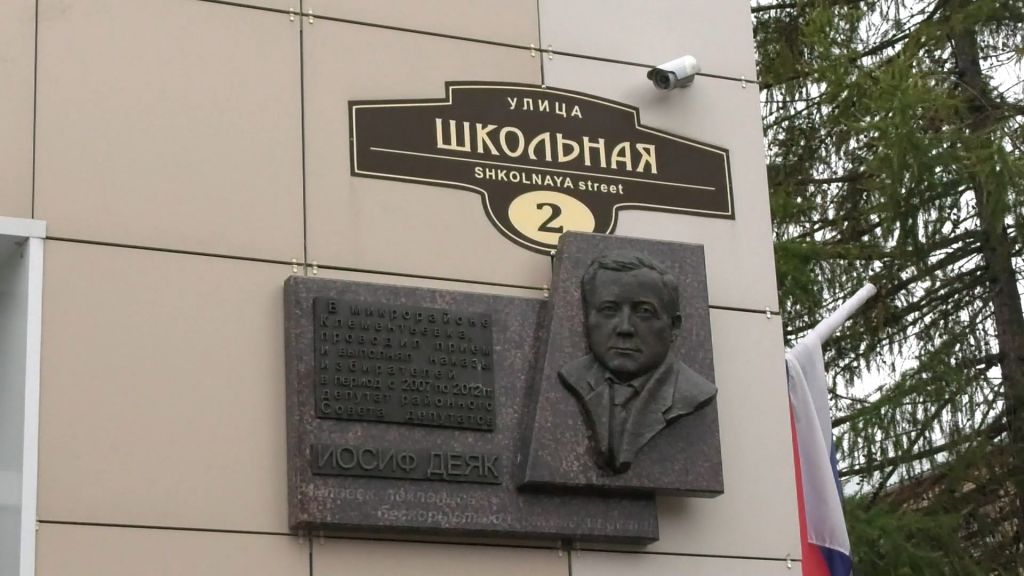 УЛИЦА
ШКОЛЬНАЯ
SHKOLNAYA street
2
В микрорайоне
Клементьевка,
проводил прием
и выполнял наказы
избирателей
в период с 2007 по 2012гг
депутат районного
Совета депутатов
ИОСИФ ДЕЯК